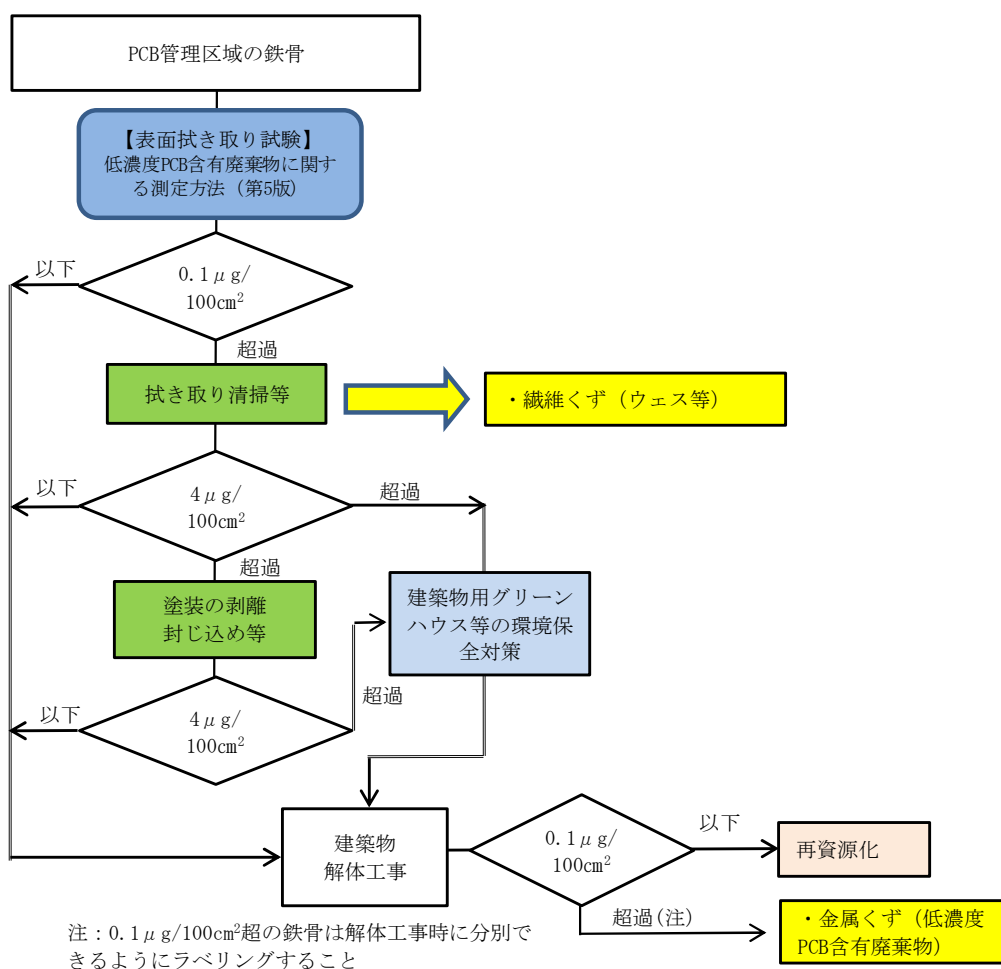 PCB管理区域の鉄骨
【表面拭き取り試験】
低濃度PCB含有廃棄物に関す
る測定方法（第5版）
以下
0.1μg/
100cm²
超過
拭き取り清掃等
・繊維くず（ウェス等）
以下
4μg/
100cm²
超過
超過
塗装の剥離
封じ込め等
建築物用グリーン
ハウス等の環境保
全対策
以下
4μg/
100cm²
超過
建築物
解体工事
0.1μg/
100cm²
以下
再資源化
超過(注)
・金属くず（低濃度
PCB含有廃棄物）
注：0.1μg/100cm²超の鉄骨は解体工事時に分別で
きるようにラベリングすること